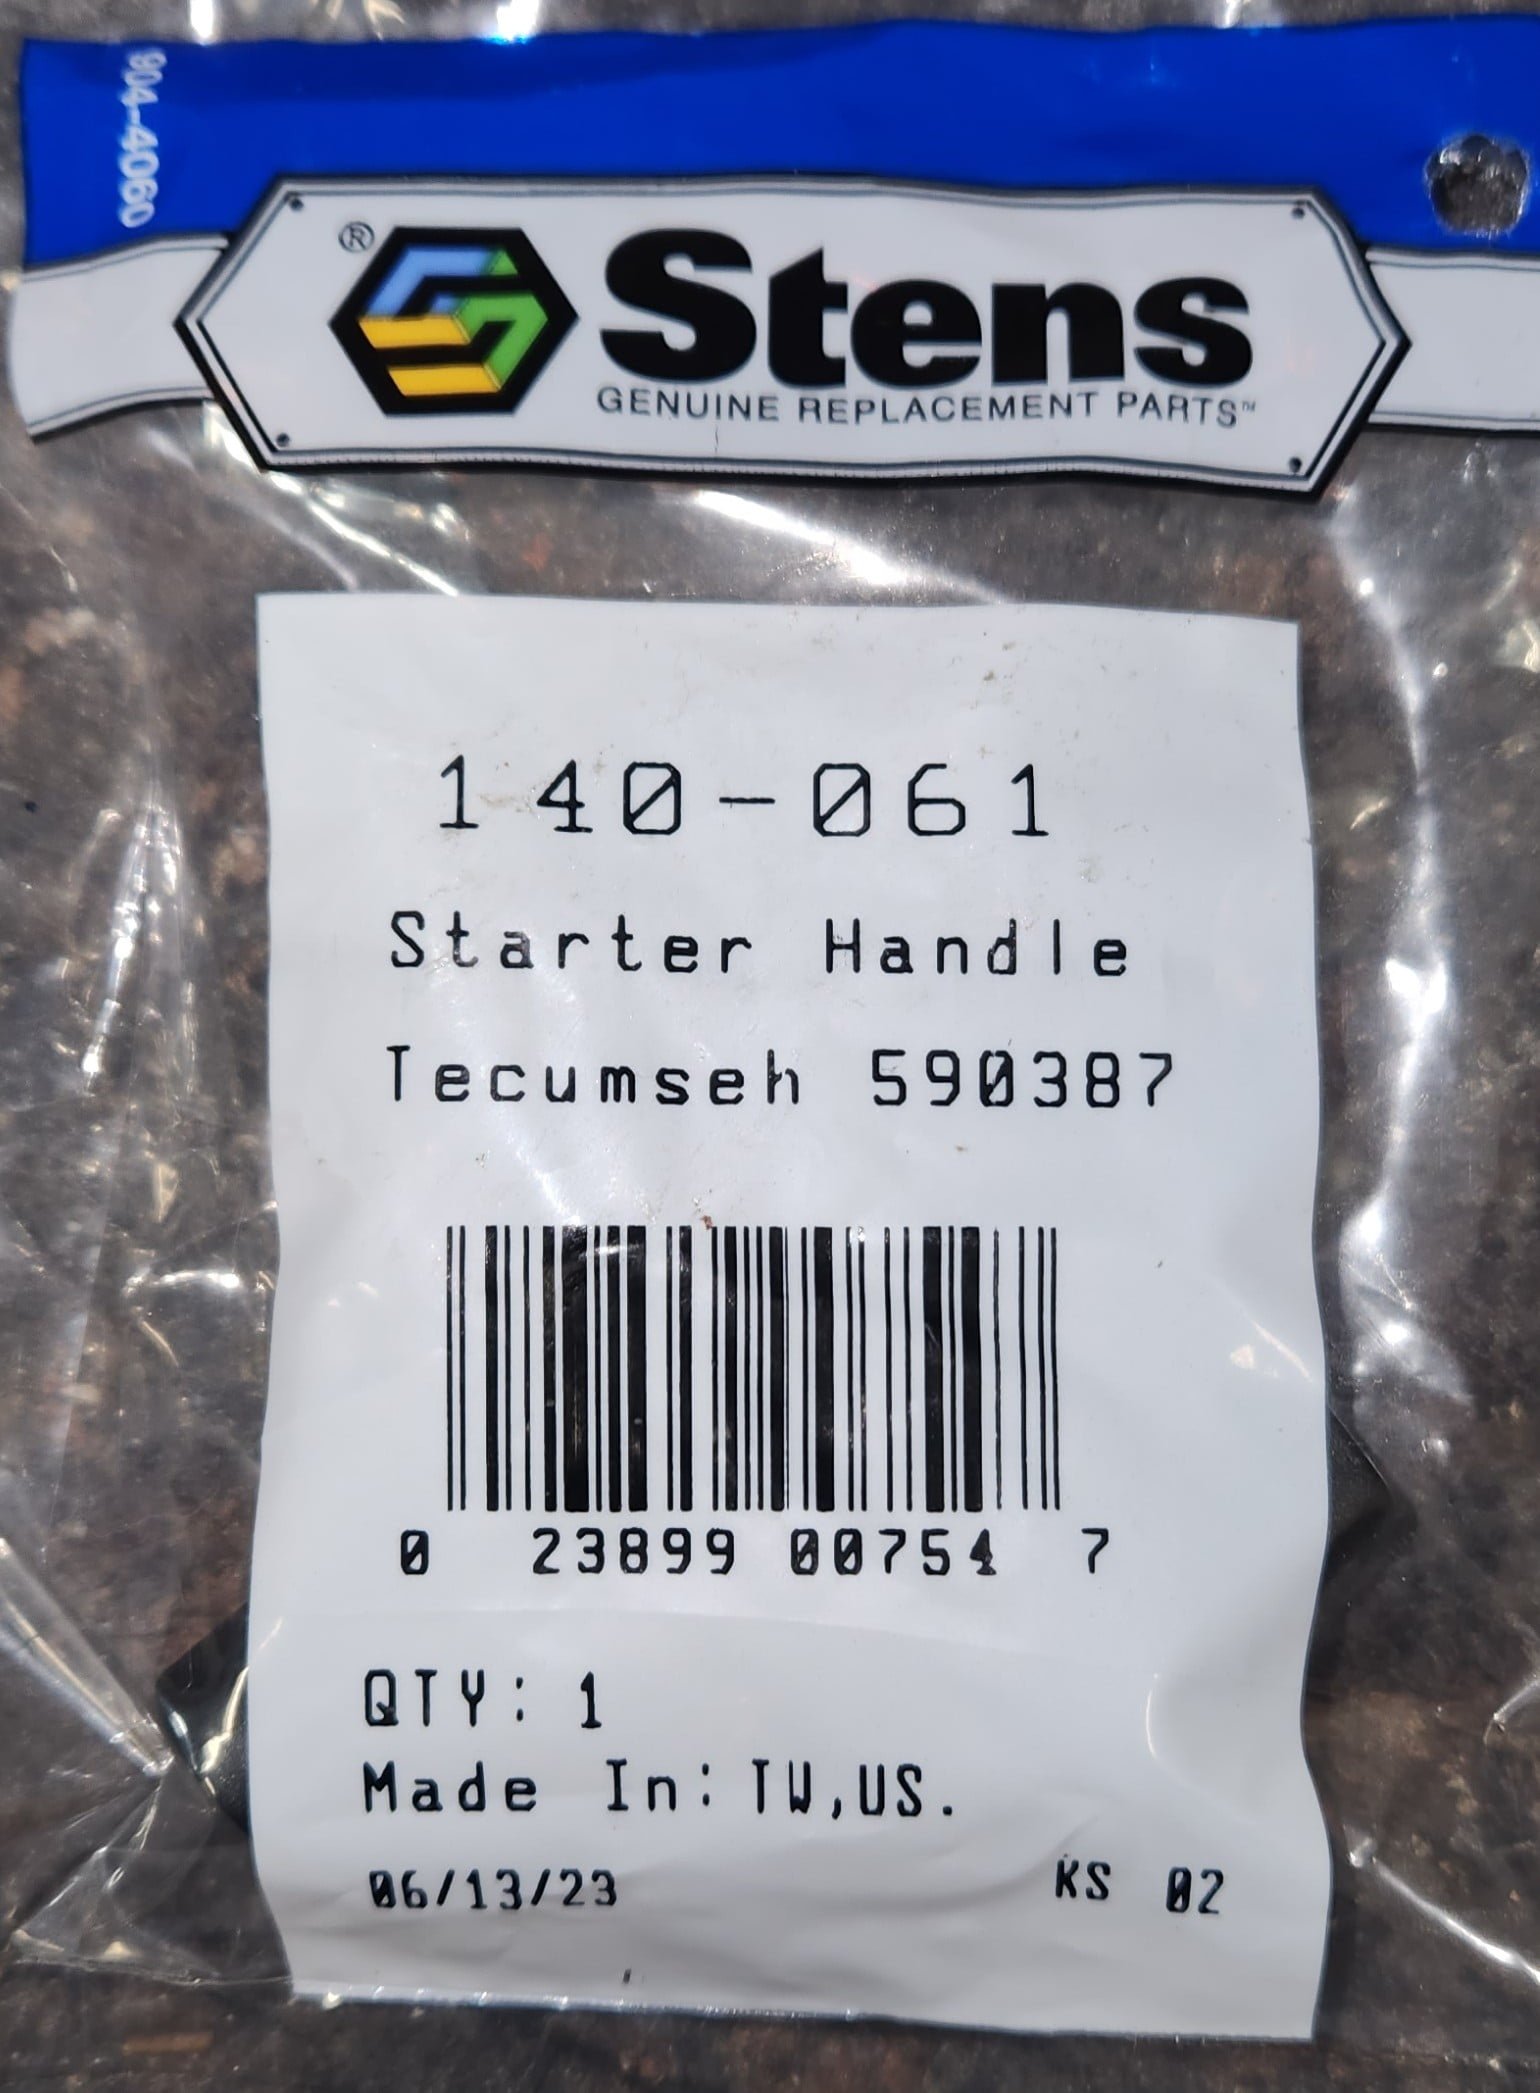 904-4060
®
Stens
GENUINE REPLACEMENT PARTS™
140-061
Starter Handle
Tecumseh 590387
0 23899 00754 7
QTY: 1
Made In: TW,US.
06/13/23 KS 02